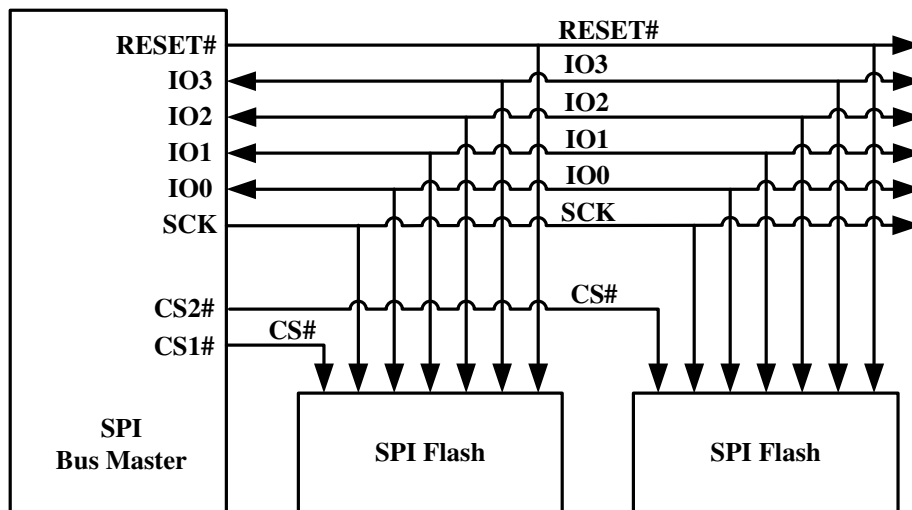 RESET# RESET#
IO3 IO3
IO2 IO2
IO1 IO1
IO0 IO0
SCK SCK
CS2# CS#
CS1# CS#
SPI
Bus Master
SPI Flash SPI Flash